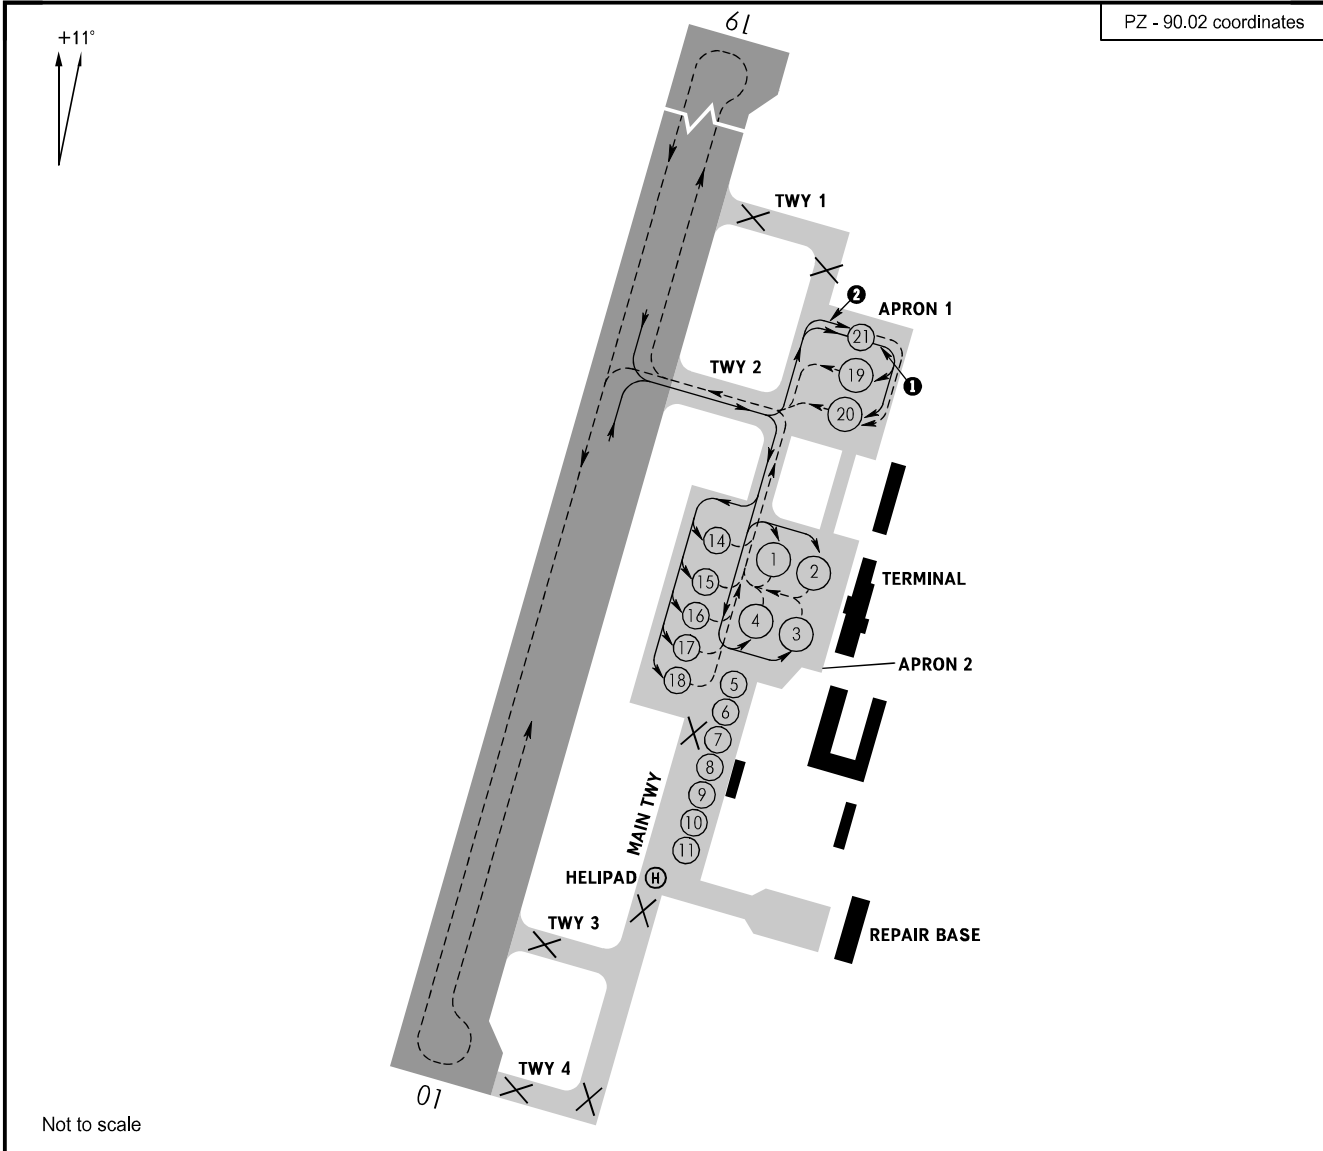 19
PZ - 90.02 coordinates
+11°
TWY 1
2
APRON 1
21
TWY 2
19
1
20
14
1
2
15
TERMINAL
16
4
3
17
APRON 2
18
5
6
7
8
MAIN TWY
9
10
11
HELIPAD H
TWY 3
REPAIR BASE
TWY 4
01
Not to scale